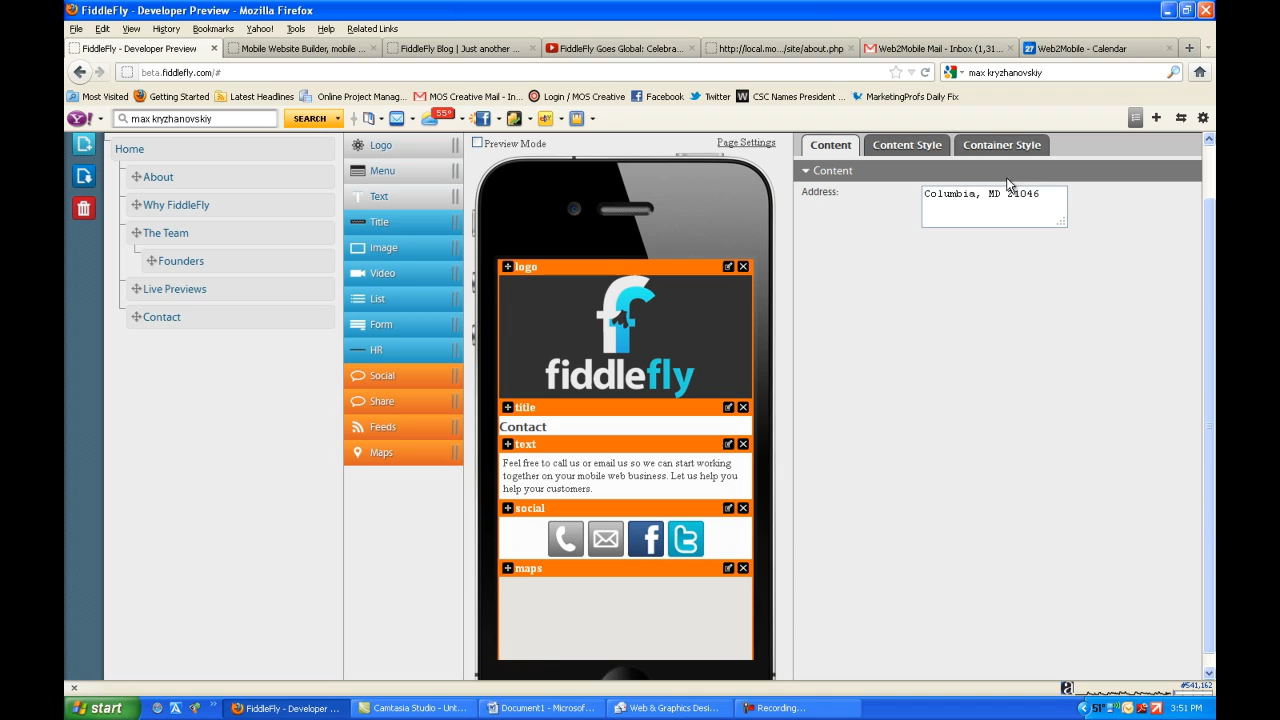 FiddleFly - Developer Preview - Mozilla Firefox
File Edit View History Bookmarks Yahoo! Tools Help Related Links
FiddleFly - Developer Preview
Mobile Website Builder, mobile ...
FiddleFly Blog | Just another ...
FiddleFly Goes Global: Celebra...
http://local..../site/about.php
Web2Mobile Mail - Inbox (1,31...
27 Web2Mobile - Calendar
beta.fiddlefly.com/#
max kryzhanovskiy
Most Visited Getting Started Latest Headlines Online Project Manag... MOS Creative Mail - In... Login / MOS Creative Facebook Twitter CSC Names President ... MarketingProfs Daily Fix
Y! max kryzhanovskiy SEARCH 55°
Home
About
Why FiddleFly
The Team
Founders
Live Previews
Contact
Logo
Menu
Text
Title
Image
Video
List
Form
HR
Social
Share
Feeds
Maps
Preview Mode Page Settings
logo
fiddlefly
title
Contact
text
Feel free to call us or email us so we can start working
together on your mobile web business. Let us help you
help your customers.
social
maps
Content Content Style Container Style
Content
Address: Columbia, MD 21046
#541,162
start FiddleFly - Developer ... Camtasia Studio - Unt... Document1 - Microsof... Web & Graphics Desi... Recording... 51° 3:51 PM